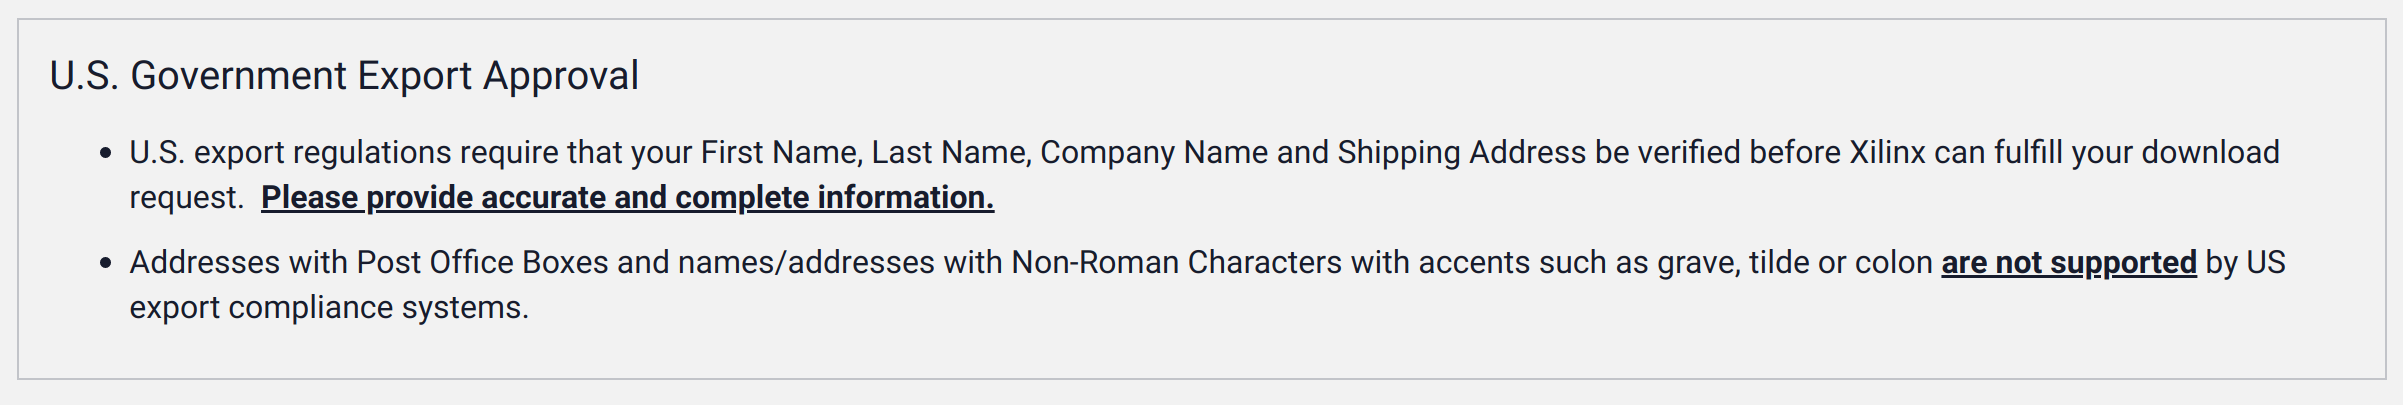 U.S. Government Export Approval
• U.S. export regulations require that your First Name, Last Name, Company Name and Shipping Address be verified before Xilinx can fulfill your download
request.  Please provide accurate and complete information.
• Addresses with Post Office Boxes and names/addresses with Non-Roman Characters with accents such as grave, tilde or colon are not supported by US
export compliance systems.